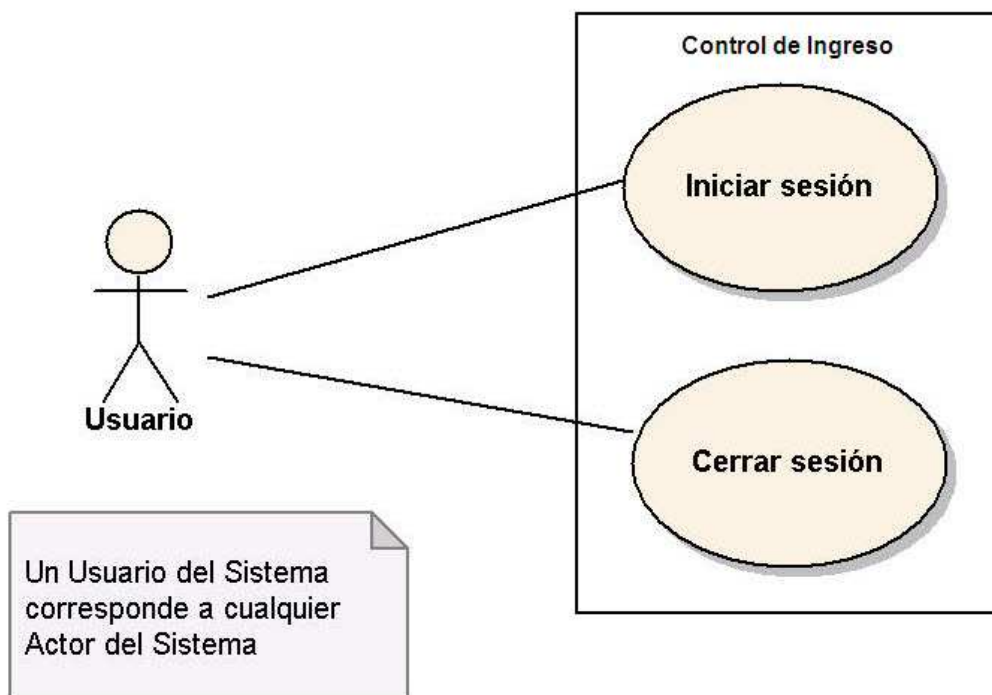 Control de Ingreso
Iniciar sesión
Usuario
Cerrar sesión
Un Usuario del Sistema
corresponde a cualquier
Actor del Sistema